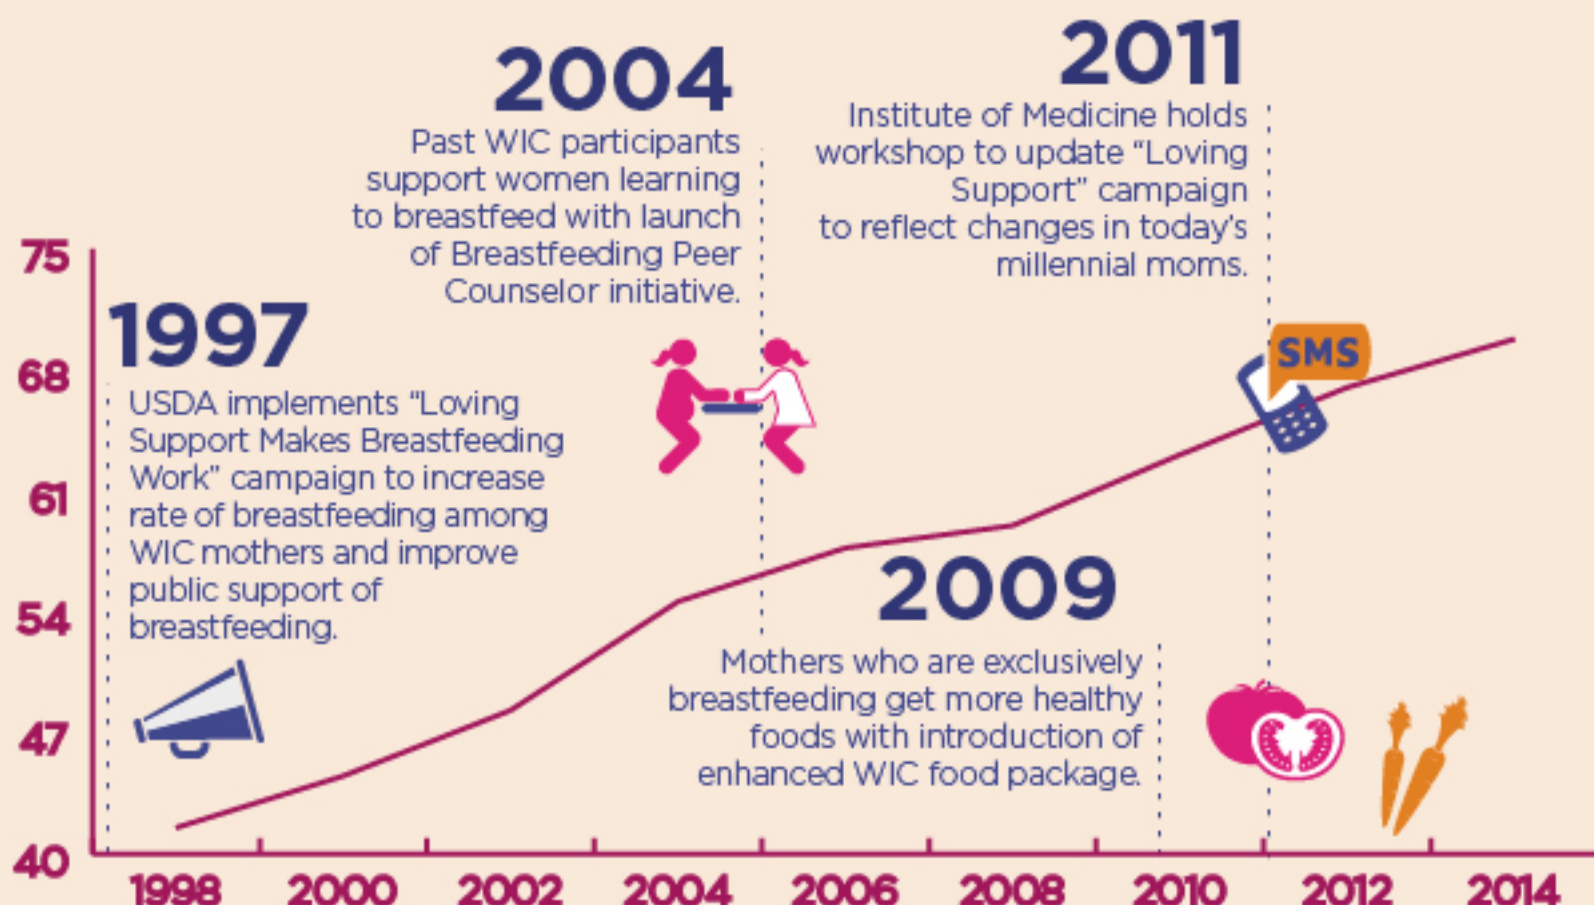 2011
Institute of Medicine holds
workshop to update “Loving
Support” campaign
to reflect changes in today’s
millennial moms.
2004
Past WIC participants
support women learning
to breastfeed with launch
of Breastfeeding Peer
Counselor initiative.
1997
USDA implements “Loving
Support Makes Breastfeeding
Work” campaign to increase
rate of breastfeeding among
WIC mothers and improve
public support of
breastfeeding.
SMS
2009
Mothers who are exclusively
breastfeeding get more healthy
foods with introduction of
enhanced WIC food package.
75
68
61
54
47
40
1998 2000 2002 2004 2006 2008 2010 2012 2014